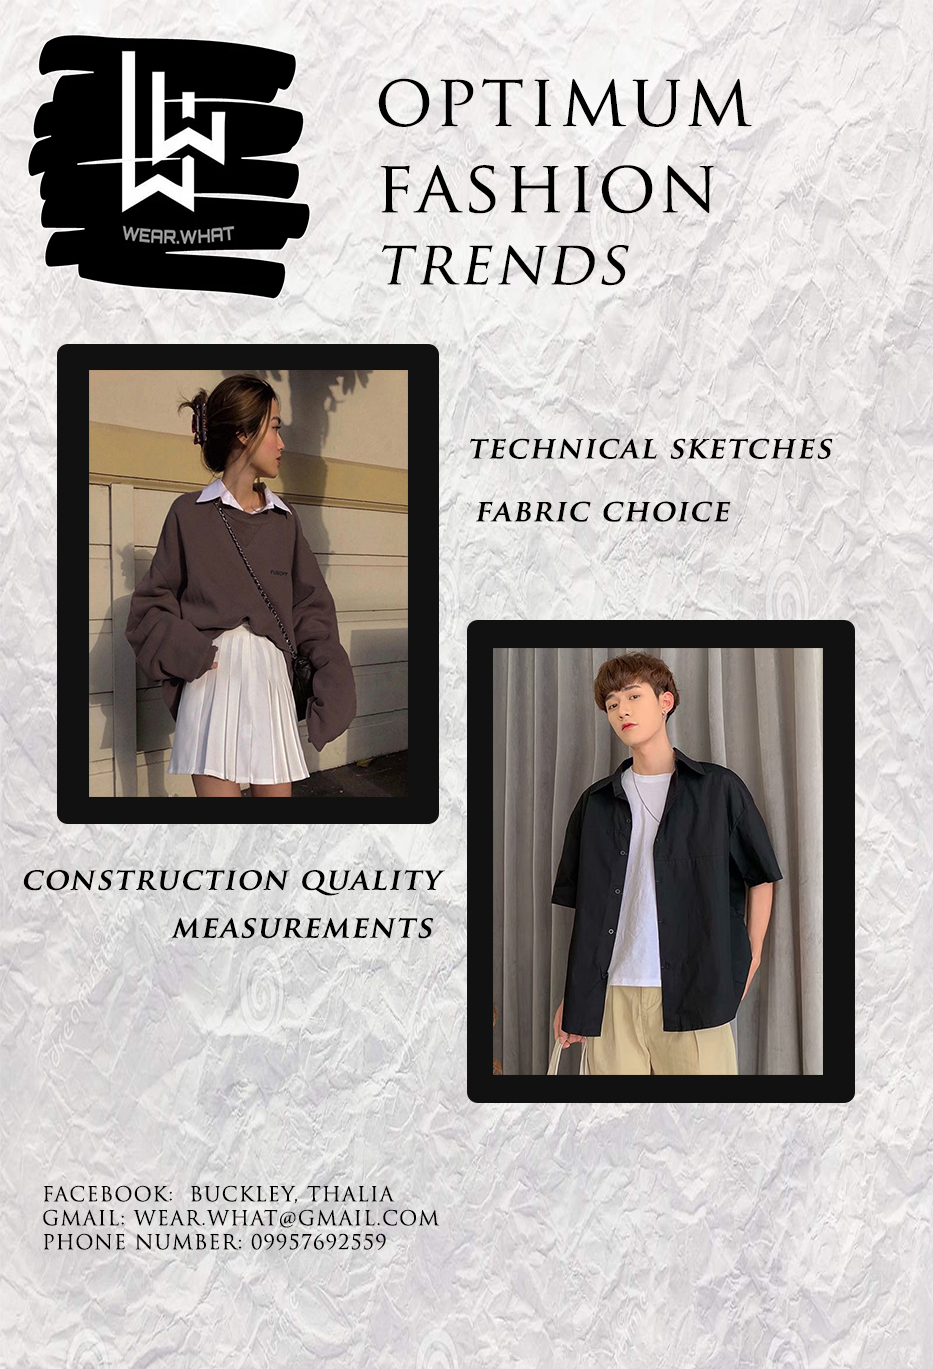 WEAR.WHAT
OPTIMUM
FASHION
TRENDS
TECHNICAL SKETCHES
FABRIC CHOICE
CONSTRUCTION QUALITY
MEASUREMENTS
FACEBOOK: BUCKLEY, THALIA
GMAIL: WEAR.WHAT@GMAIL.COM
PHONE NUMBER: 09957692559